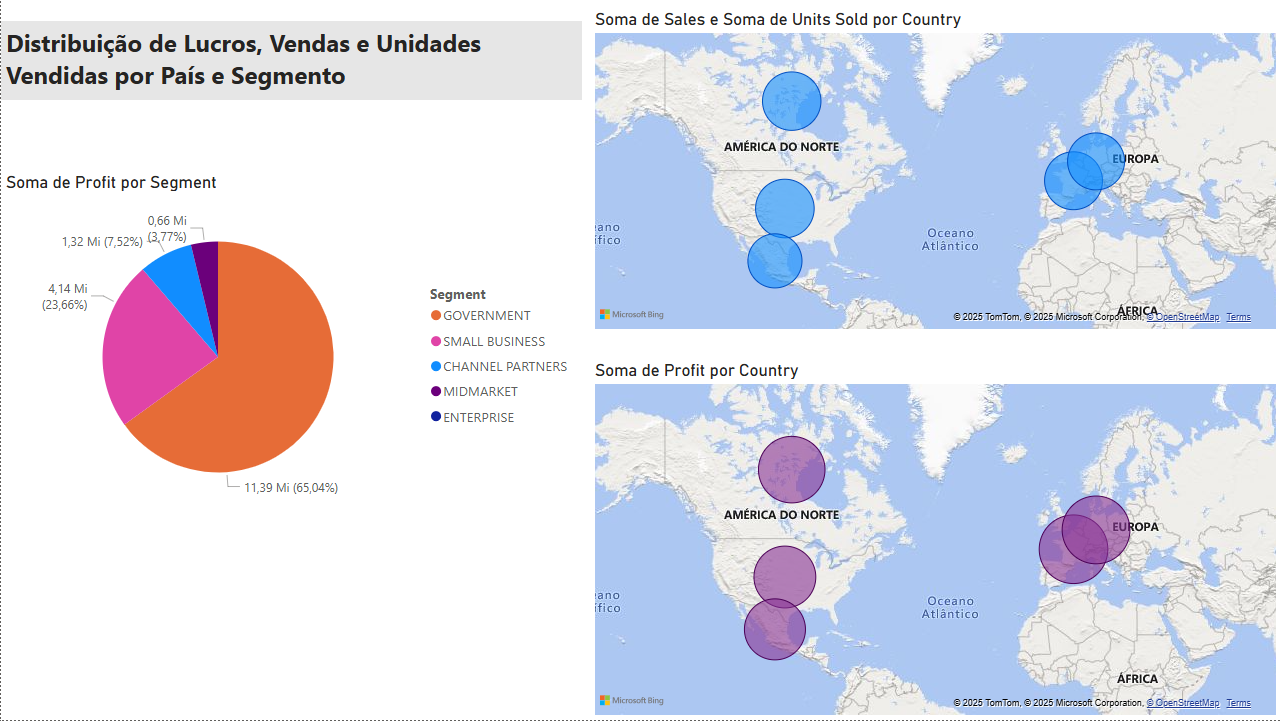 Distribuição de Lucros, Vendas e Unidades
Vendidas por País e Segmento
Soma de Profit por Segment
0,66 Mi
(3,77%)
1,32 Mi (7,52%)
4,14 Mi
(23,66%)
11,39 Mi (65,04%)
Segment
GOVERNMENT
SMALL BUSINESS
CHANNEL PARTNERS
MIDMARKET
ENTERPRISE
Soma de Sales e Soma de Units Sold por Country
AMÉRICA DO NORTE
EUROPA
eano
ífico
Oceano
Atlântico
ÁFRICA
Microsoft Bing
© 2025 TomTom, © 2025 Microsoft Corporation, © OpenStreetMap Terms
Soma de Profit por Country
AMÉRICA DO NORTE
EUROPA
eano
ífico
Oceano
Atlântico
ÁFRICA
Microsoft Bing
© 2025 TomTom, © 2025 Microsoft Corporation, © OpenStreetMap Terms